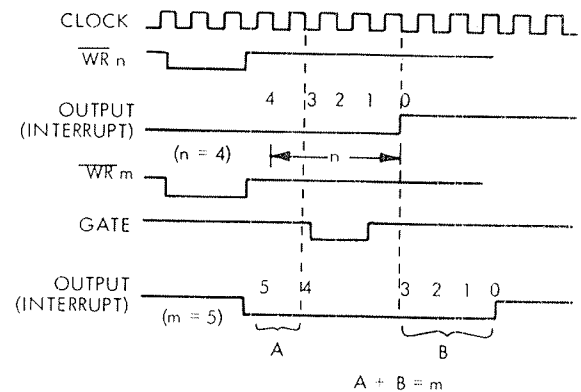 CLOCK
WR n
4 3 2 1 0
OUTPUT
(INTERRUPT)
(n = 4)
n
WR m
GATE
5 4 3 2 1 0
OUTPUT
(INTERRUPT)
(m = 5)
A
B
A + B = m